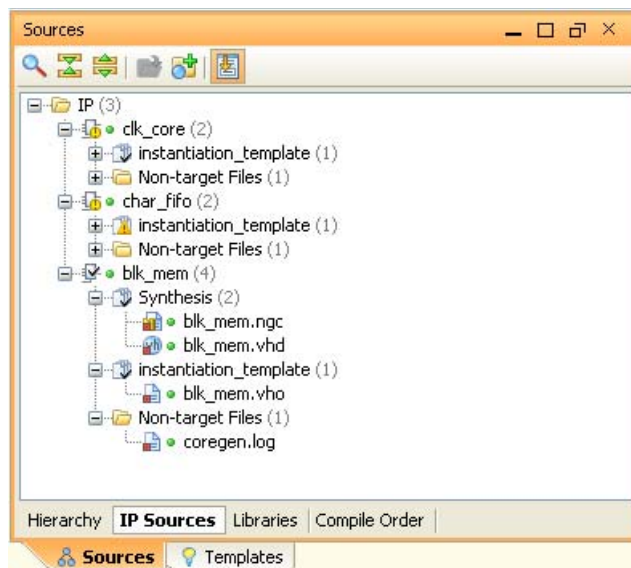 Sources
IP (3)
clk_core (2)
instantiation_template (1)
Non-target Files (1)
char_fifo (2)
instantiation_template (1)
Non-target Files (1)
blk_mem (4)
Synthesis (2)
blk_mem.ngc
blk_mem.vhd
instantiation_template (1)
blk_mem.vho
Non-target Files (1)
coregen.log
Hierarchy IP Sources Libraries Compile Order
Sources Templates